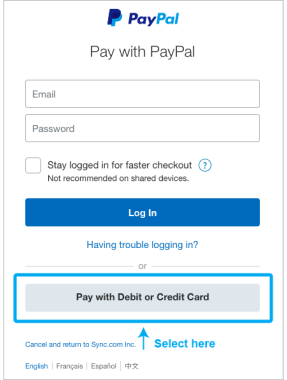 PayPal
Pay with PayPal
Email
Password
Stay logged in for faster checkout ?
Not recommended on shared devices.
Log In
Having trouble logging in?
or
Pay with Debit or Credit Card
Cancel and return to Sync.com Inc. Select here
English | Français | Español | 中文